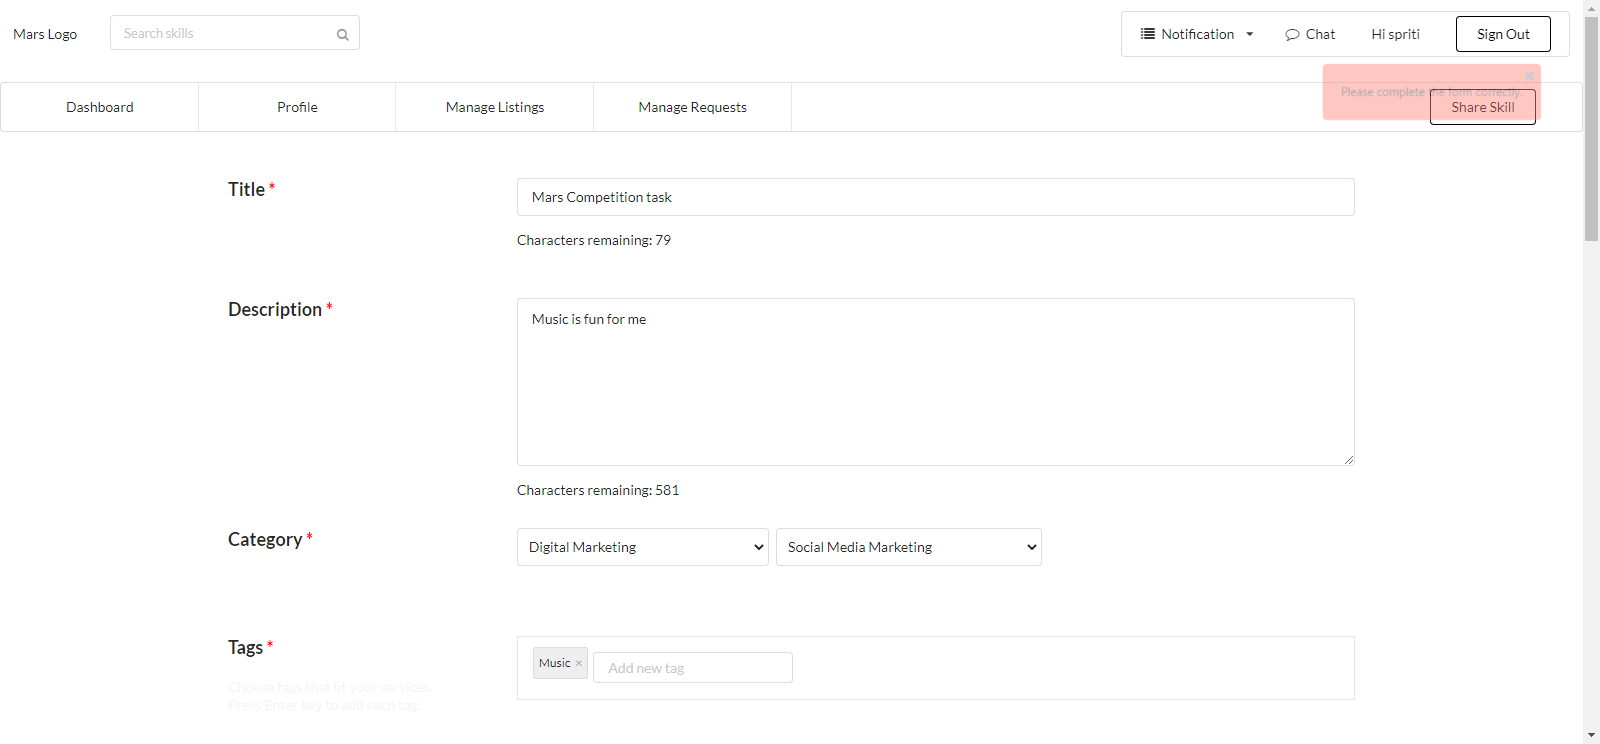 Mars Logo
Search skills
Notification
Chat
Hi spriti
Sign Out
Please complete the form correctly.
Dashboard
Profile
Manage Listings
Manage Requests
Share Skill
Title *
Mars Competition task
Characters remaining: 79
Description *
Music is fun for me
Characters remaining: 581
Category *
Digital Marketing
Social Media Marketing
Tags *
Music ×
Add new tag
Choose tags that fit your services.
Press Enter key to add each tag.